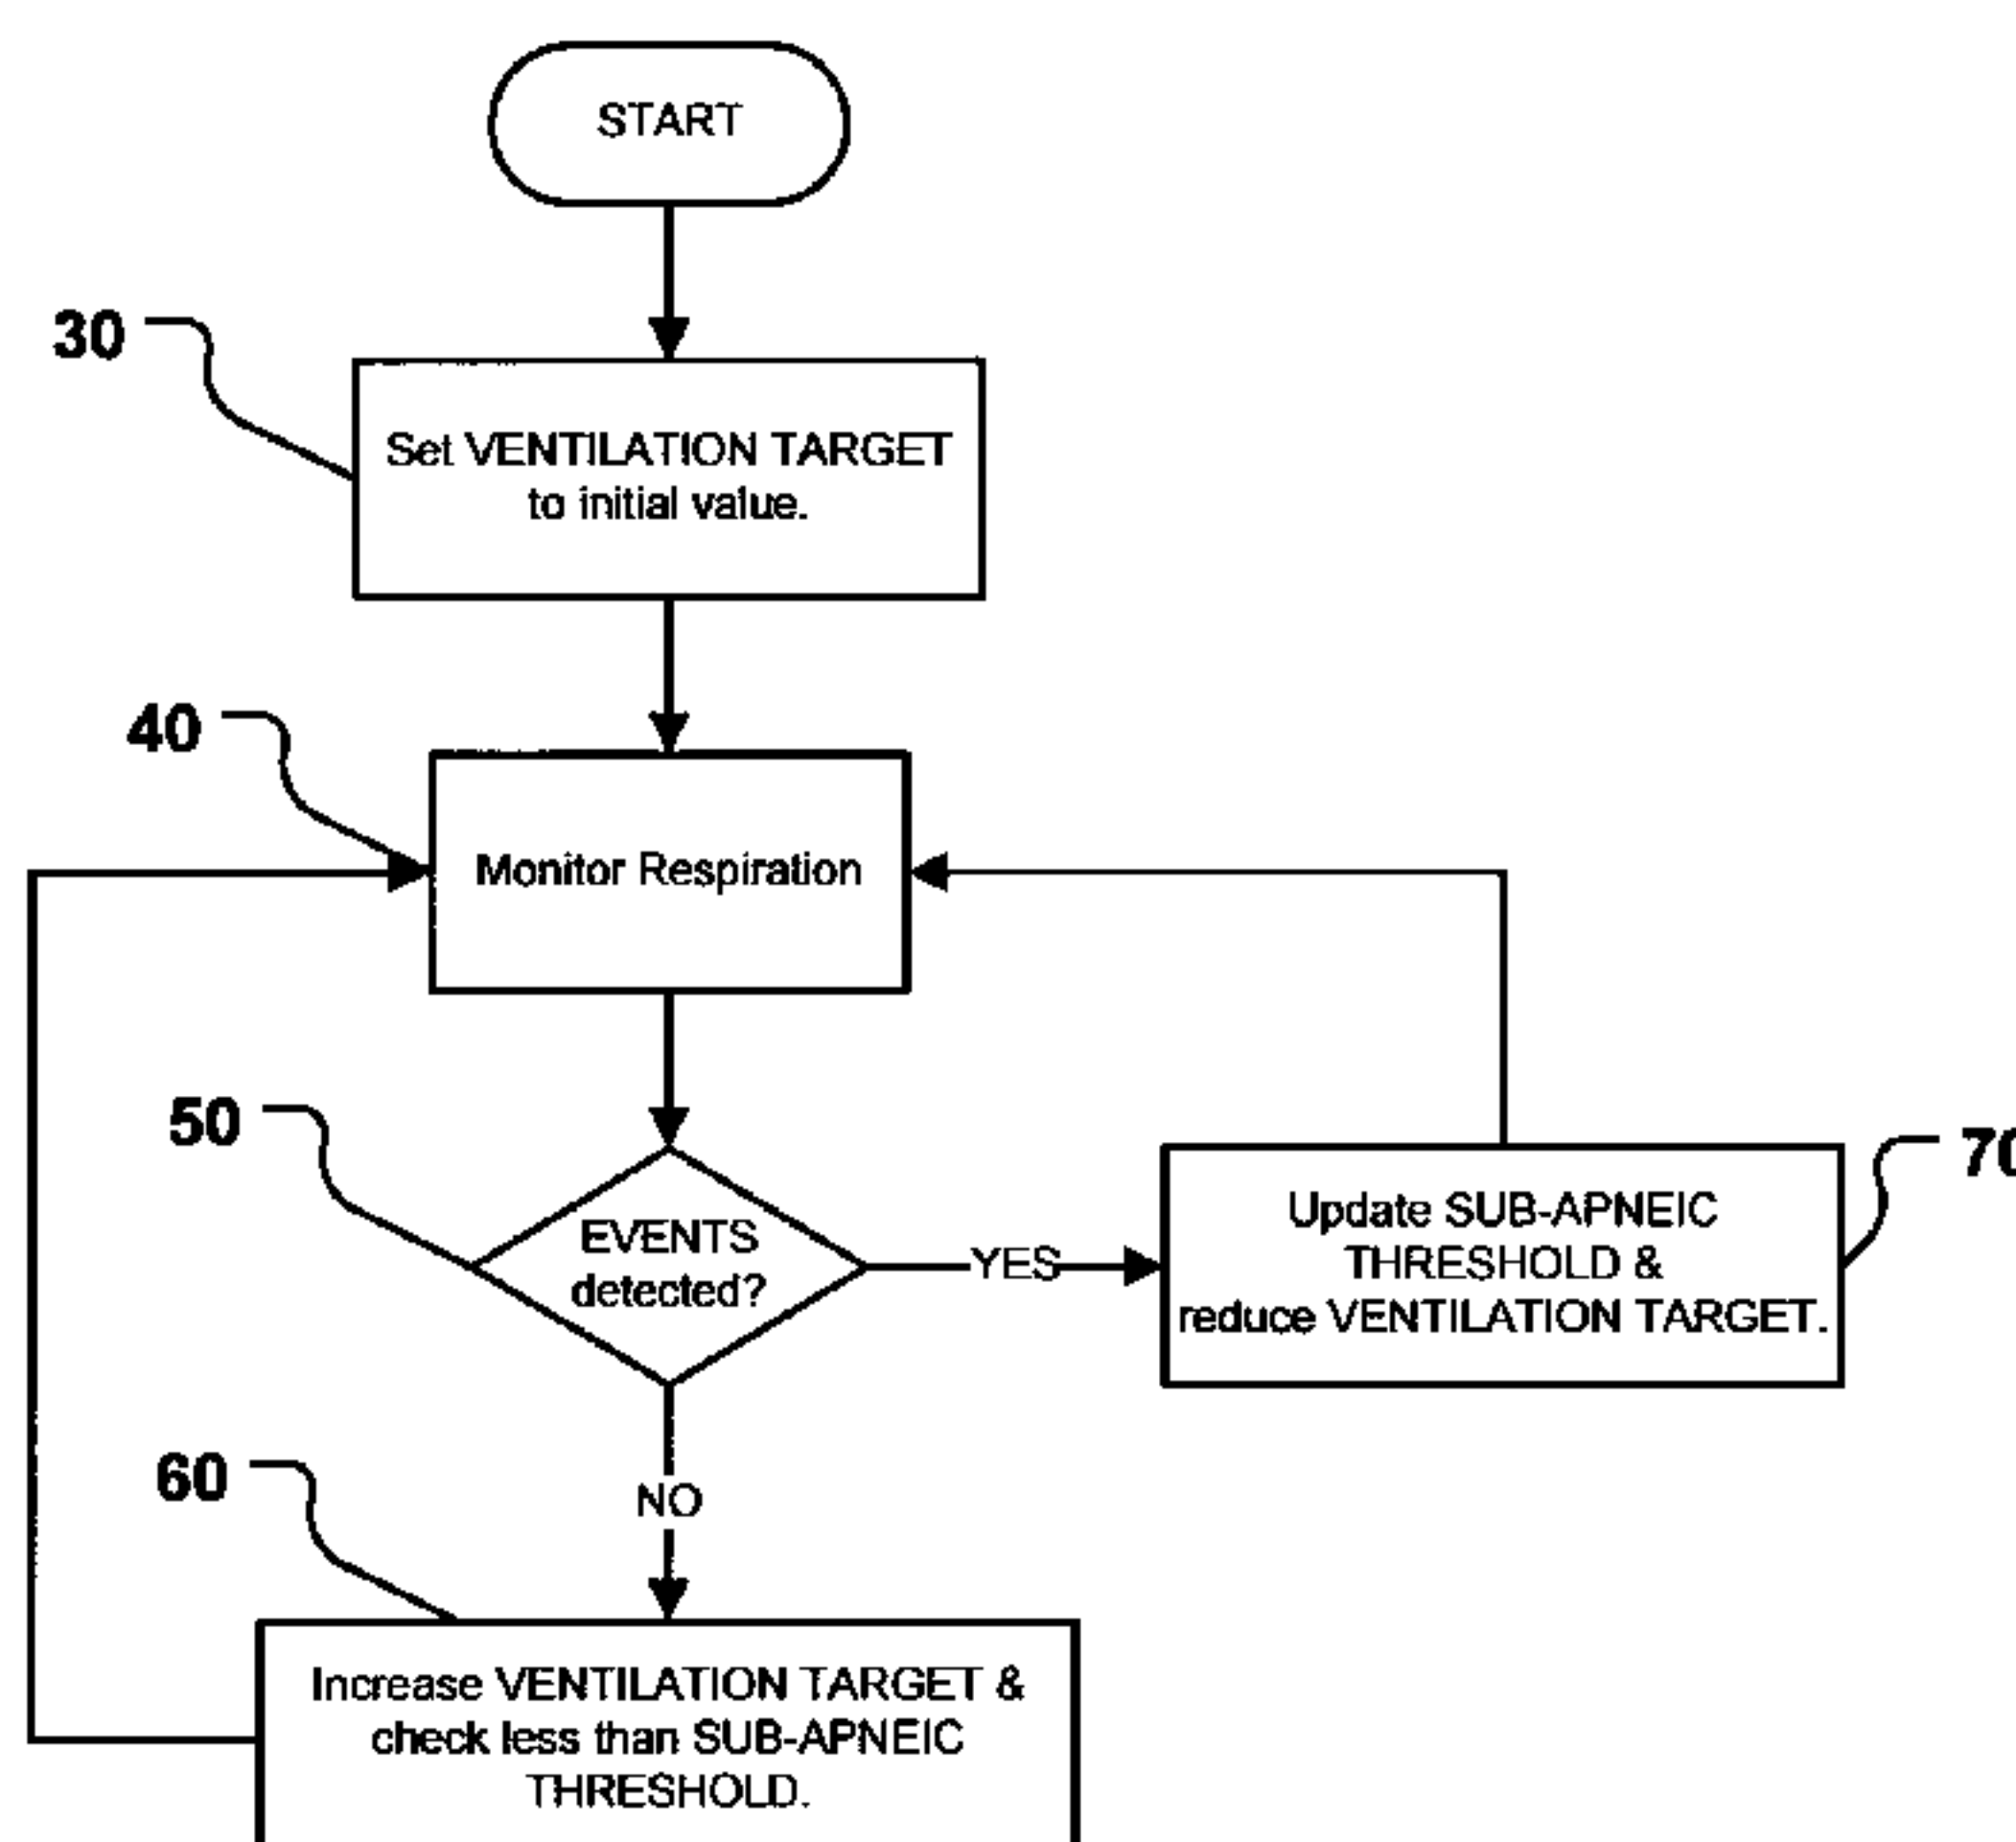 START
30
Set VENTILATION TARGET
to initial value.
40
Monitor Respiration
50
EVENTS
detected?
YES
70
Update SUB-APNEIC
THRESHOLD &
reduce VENTILATION TARGET.
60
NO
Increase VENTILATION TARGET &
check less than SUB-APNEIC
THRESHOLD.